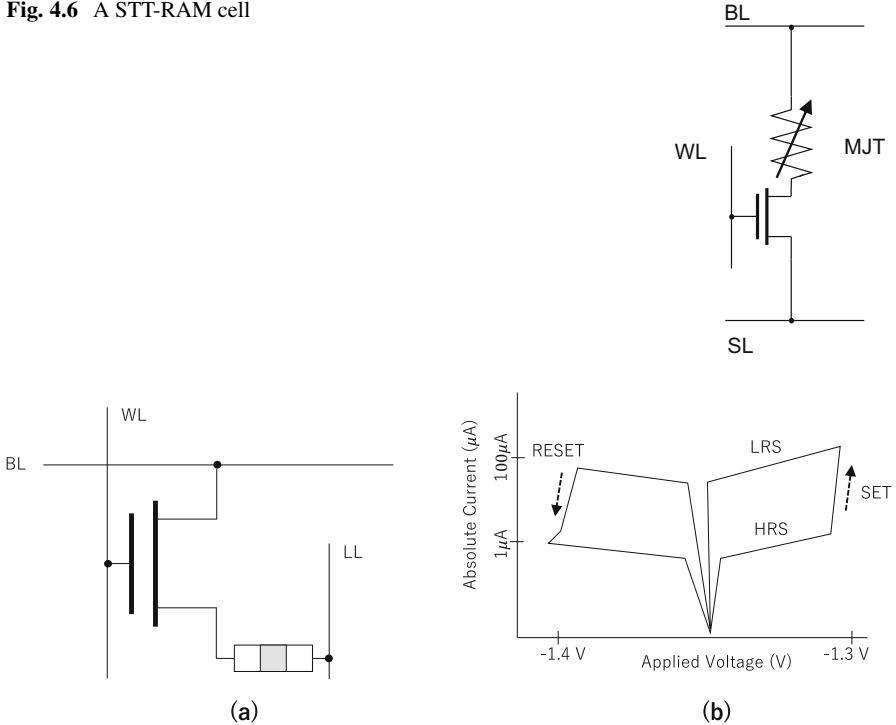 Fig. 4.6 A STT-RAM cell
BL
WL
MJT
SL
WL
BL
LL
(a)
Absolute Current (μA)
100μA
1μA
RESET
LRS
SET
HRS
-1.4 V
Applied Voltage (V)
-1.3 V
(b)